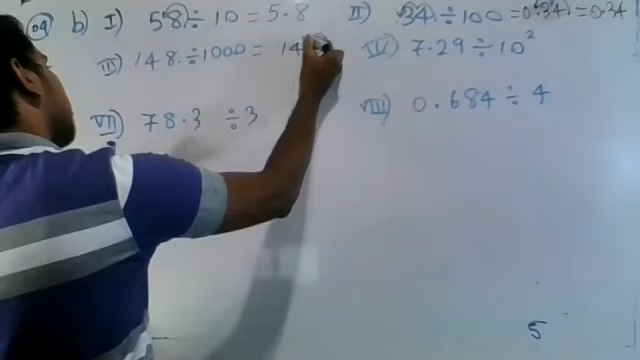 04 b) I) 58 ÷ 10 = 5.8 II) 34. ÷ 100 = 0.34. = 0.34
III) 148. ÷ 1000 = 14 IV) 7.29 ÷ 10²
VII) 78.3 ÷ 3 VIII) 0.684 ÷ 4
5